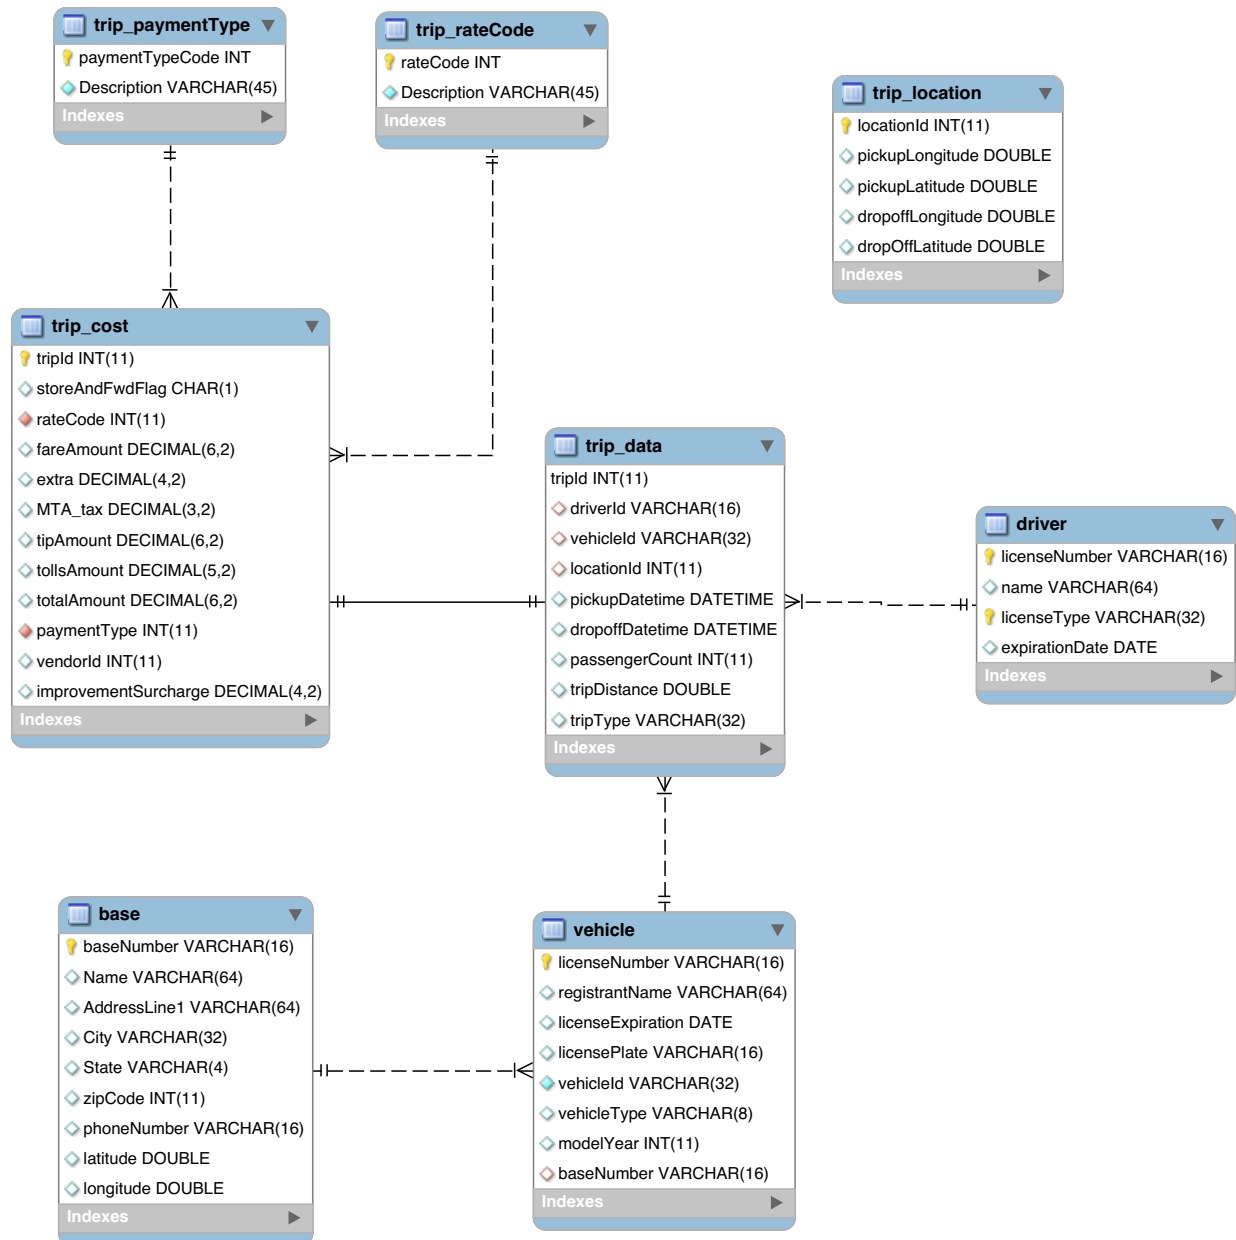 trip_paymentType
paymentTypeCode INT
Description VARCHAR(45)
Indexes
trip_rateCode
rateCode INT
Description VARCHAR(45)
Indexes
trip_location
locationId INT(11)
pickupLongitude DOUBLE
pickupLatitude DOUBLE
dropoffLongitude DOUBLE
dropOffLatitude DOUBLE
Indexes
trip_cost
tripId INT(11)
storeAndFwdFlag CHAR(1)
rateCode INT(11)
fareAmount DECIMAL(6,2)
extra DECIMAL(4,2)
MTA_tax DECIMAL(3,2)
tipAmount DECIMAL(6,2)
tollsAmount DECIMAL(5,2)
totalAmount DECIMAL(6,2)
paymentType INT(11)
vendorId INT(11)
improvementSurcharge DECIMAL(4,2)
Indexes
trip_data
tripId INT(11)
driverId VARCHAR(16)
vehicleId VARCHAR(32)
locationId INT(11)
pickupDatetime DATETIME
dropoffDatetime DATETIME
passengerCount INT(11)
tripDistance DOUBLE
tripType VARCHAR(32)
Indexes
driver
licenseNumber VARCHAR(16)
name VARCHAR(64)
licenseType VARCHAR(32)
expirationDate DATE
Indexes
base
baseNumber VARCHAR(16)
Name VARCHAR(64)
AddressLine1 VARCHAR(64)
City VARCHAR(32)
State VARCHAR(4)
zipCode INT(11)
phoneNumber VARCHAR(16)
latitude DOUBLE
longitude DOUBLE
Indexes
vehicle
licenseNumber VARCHAR(16)
registrantName VARCHAR(64)
licenseExpiration DATE
licensePlate VARCHAR(16)
vehicleId VARCHAR(32)
vehicleType VARCHAR(8)
modelYear INT(11)
baseNumber VARCHAR(16)
Indexes